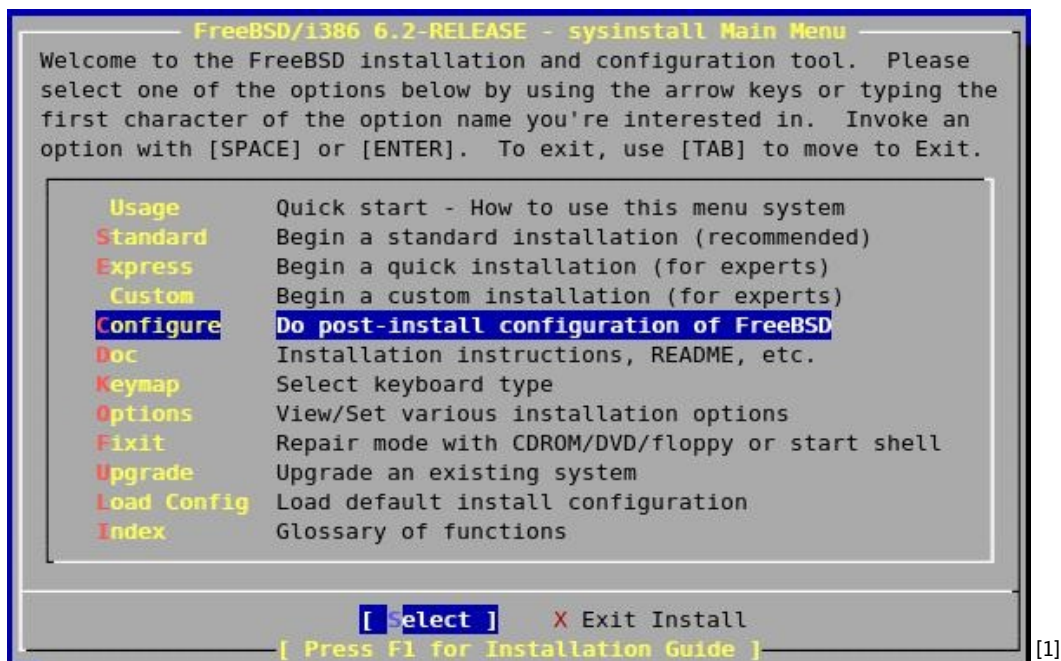 FreeBSD/i386 6.2-RELEASE - sysinstall Main Menu
Welcome to the FreeBSD installation and configuration tool.  Please
select one of the options below by using the arrow keys or typing the
first character of the option name you're interested in.  Invoke an
option with [SPACE] or [ENTER].  To exit, use [TAB] to move to Exit.
Usage Quick start - How to use this menu system
Standard Begin a standard installation (recommended)
Express Begin a quick installation (for experts)
Custom Begin a custom installation (for experts)
Configure Do post-install configuration of FreeBSD
Doc Installation instructions, README, etc.
Keymap Select keyboard type
Options View/Set various installation options
Fixit Repair mode with CDROM/DVD/floppy or start shell
Upgrade Upgrade an existing system
Load Config Load default install configuration
Index Glossary of functions
[ Select ] X Exit Install
[ Press F1 for Installation Guide ]
[1]